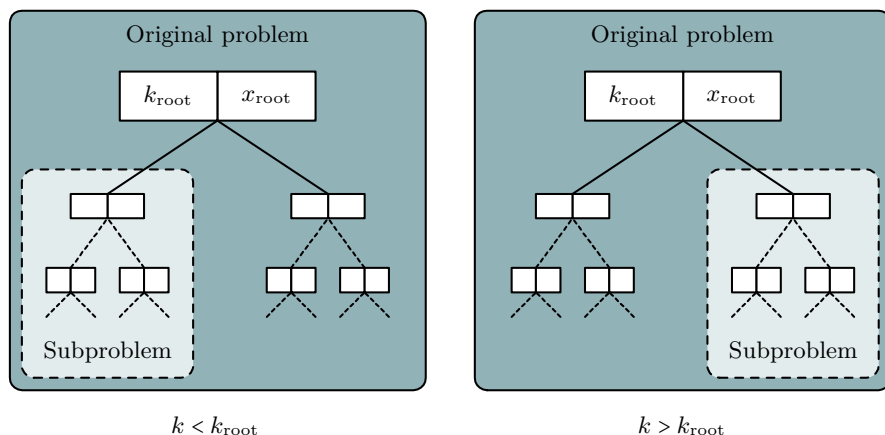 Original problem
k_root x_root
Subproblem
k < k_root
Original problem
k_root x_root
Subproblem
k > k_root